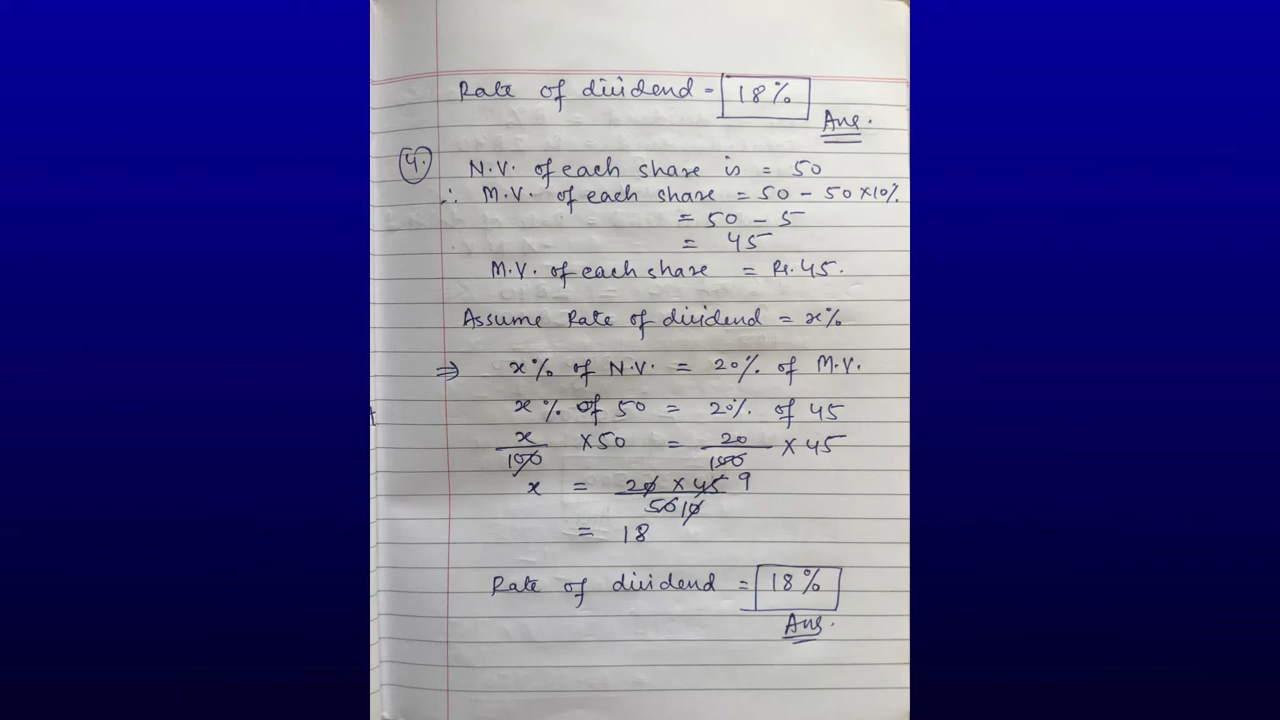 Rate of dividend = 18%
Ans.
4. N.V. of each share is = 50
∴ M.V. of each share = 50 - 50 × 10%
= 50 - 5
= 45
M.V. of each share = Rs. 45.
Assume Rate of dividend = x%
⇒ x% of N.V. = 20% of M.V.
x% of 50 = 20% of 45
x/100 × 50 = 20/100 × 45
x = 20 × 45 9
50 10
= 18
Rate of dividend = 18%
Ans.